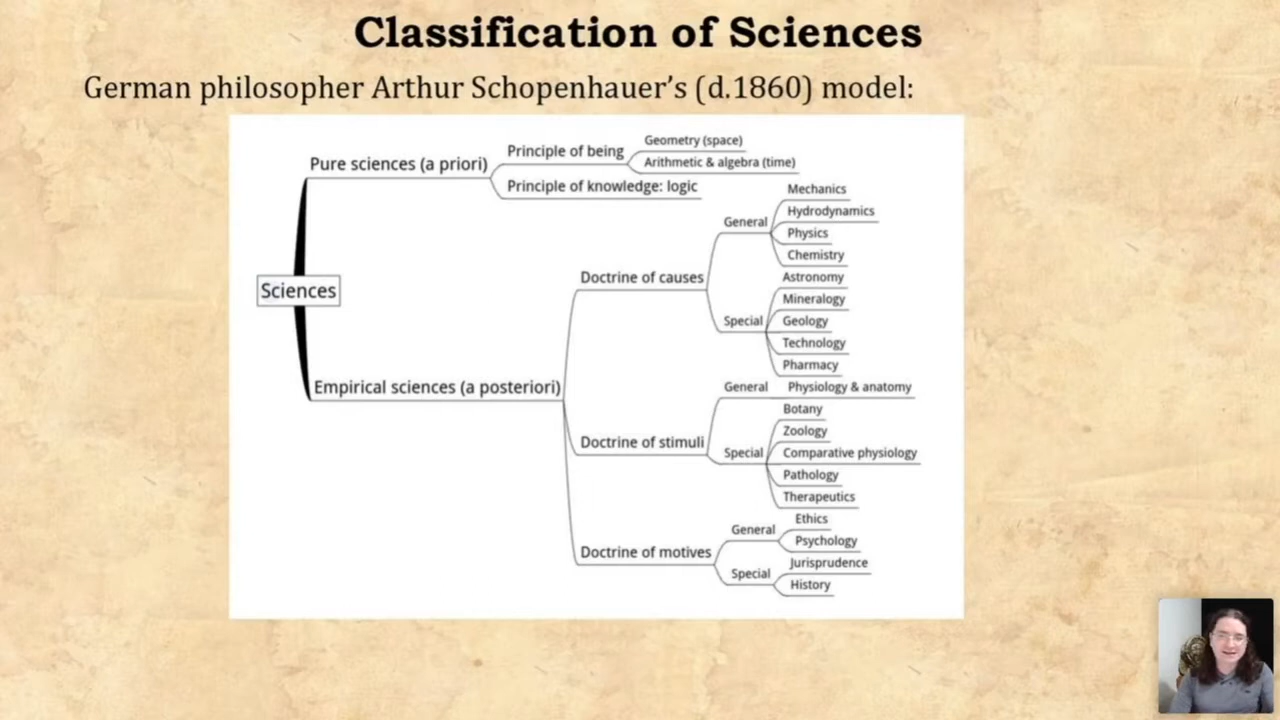 Classification of Sciences
German philosopher Arthur Schopenhauer's (d.1860) model:
Sciences
Pure sciences (a priori)
Principle of being
Geometry (space)
Arithmetic & algebra (time)
Principle of knowledge: logic
Empirical sciences (a posteriori)
Doctrine of causes
General
Mechanics
Hydrodynamics
Physics
Chemistry
Special
Astronomy
Mineralogy
Geology
Technology
Pharmacy
Doctrine of stimuli
General
Physiology & anatomy
Special
Botany
Zoology
Comparative physiology
Pathology
Therapeutics
Doctrine of motives
General
Ethics
Psychology
Special
Jurisprudence
History